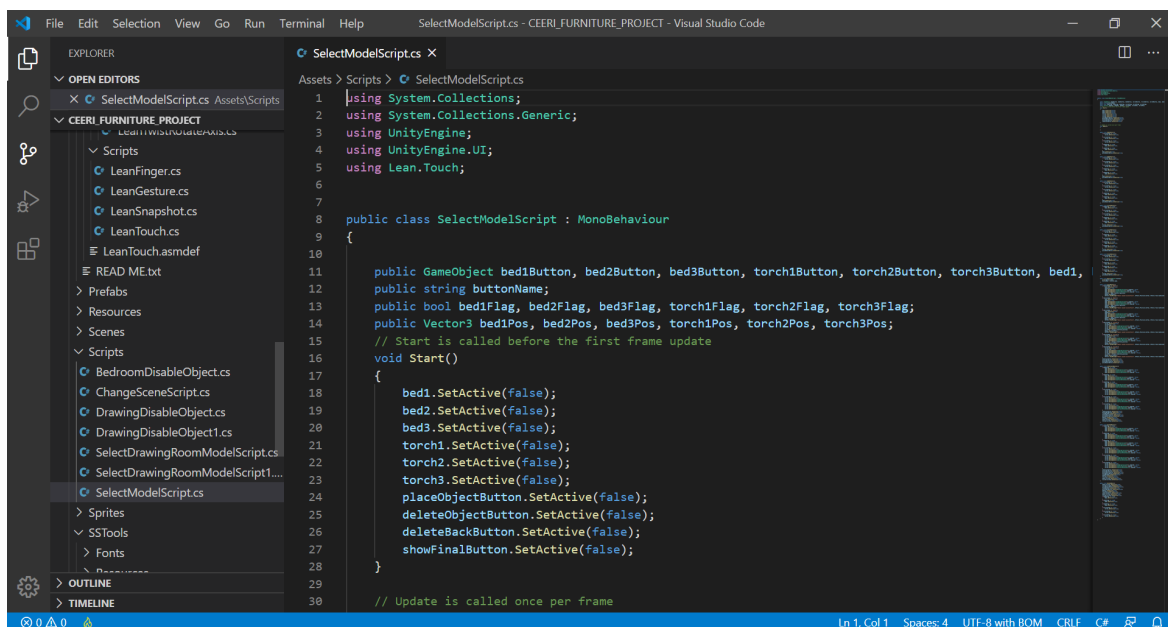 File Edit Selection View Go Run Terminal Help SelectModelScript.cs - CEERI_FURNITURE_PROJECT - Visual Studio Code
EXPLORER
OPEN EDITORS
SelectModelScript.cs Assets\Scripts
CEERI_FURNITURE_PROJECT
LeanTwistRotateAxis.cs
Scripts
LeanFinger.cs
LeanGesture.cs
LeanSnapshot.cs
LeanTouch.cs
LeanTouch.asmdef
READ ME.txt
Prefabs
Resources
Scenes
Scripts
BedroomDisableObject.cs
ChangeSceneScript.cs
DrawingDisableObject.cs
DrawingDisableObject1.cs
SelectDrawingRoomModelScript.cs
SelectDrawingRoomModelScript1....
SelectModelScript.cs
Sprites
SSTools
Fonts
Resources
OUTLINE
TIMELINE
SelectModelScript.cs
Assets > Scripts > SelectModelScript.cs
1 using System.Collections;
2 using System.Collections.Generic;
3 using UnityEngine;
4 using UnityEngine.UI;
5 using Lean.Touch;
6
7
8 public class SelectModelScript : MonoBehaviour
9 {
10
11 public GameObject bed1Button, bed2Button, bed3Button, torch1Button, torch2Button, torch3Button, bed1,
12 public string buttonName;
13 public bool bed1Flag, bed2Flag, bed3Flag, torch1Flag, torch2Flag, torch3Flag;
14 public Vector3 bed1Pos, bed2Pos, bed3Pos, torch1Pos, torch2Pos, torch3Pos;
15 // Start is called before the first frame update
16 void Start()
17 {
18 bed1.SetActive(false);
19 bed2.SetActive(false);
20 bed3.SetActive(false);
21 torch1.SetActive(false);
22 torch2.SetActive(false);
23 torch3.SetActive(false);
24 placeObjectButton.SetActive(false);
25 deleteObjectButton.SetActive(false);
26 deleteBackButton.SetActive(false);
27 showFinalButton.SetActive(false);
28 }
29
30 // Update is called once per frame
0 0 Ln 1, Col 1 Spaces: 4 UTF-8 with BOM CRLF C#